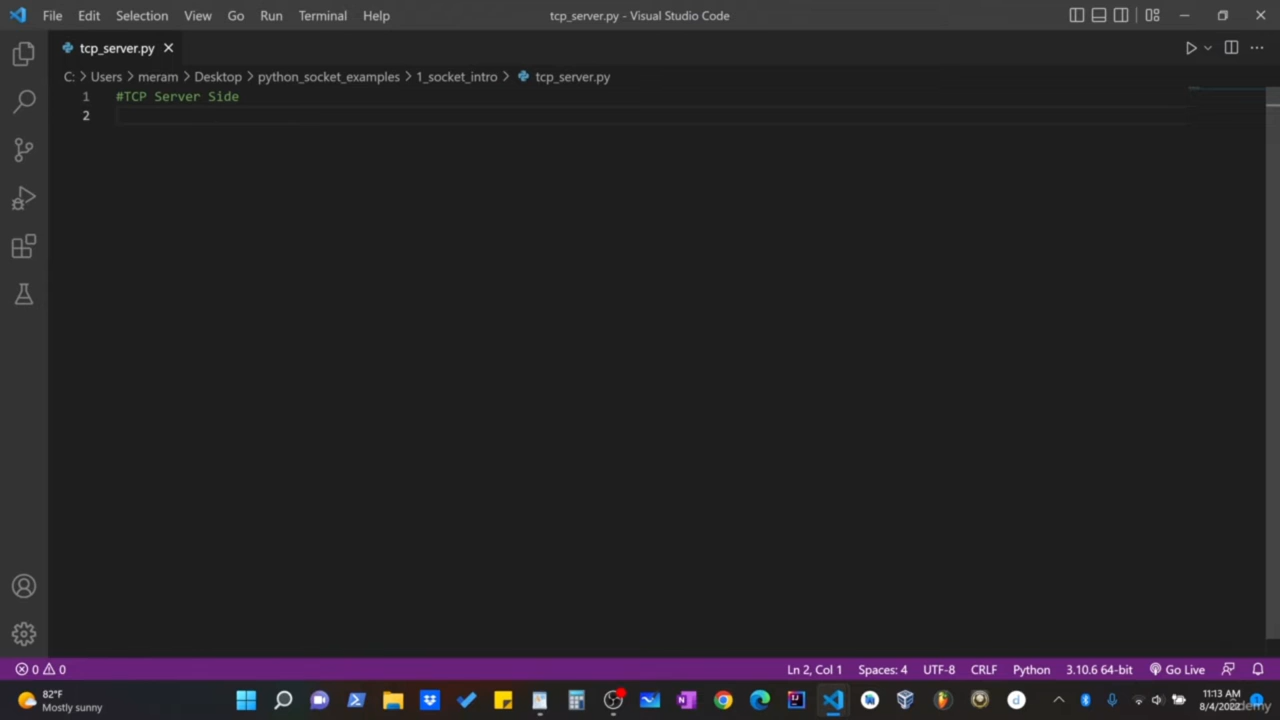 File Edit Selection View Go Run Terminal Help tcp_server.py - Visual Studio Code
tcp_server.py
C: > Users > meram > Desktop > python_socket_examples > 1_socket_intro > tcp_server.py
1 #TCP Server Side
2
0 0 Ln 2, Col 1 Spaces: 4 UTF-8 CRLF Python 3.10.6 64-bit Go Live
82°F
Mostly sunny
11:13 AM
8/4/2022